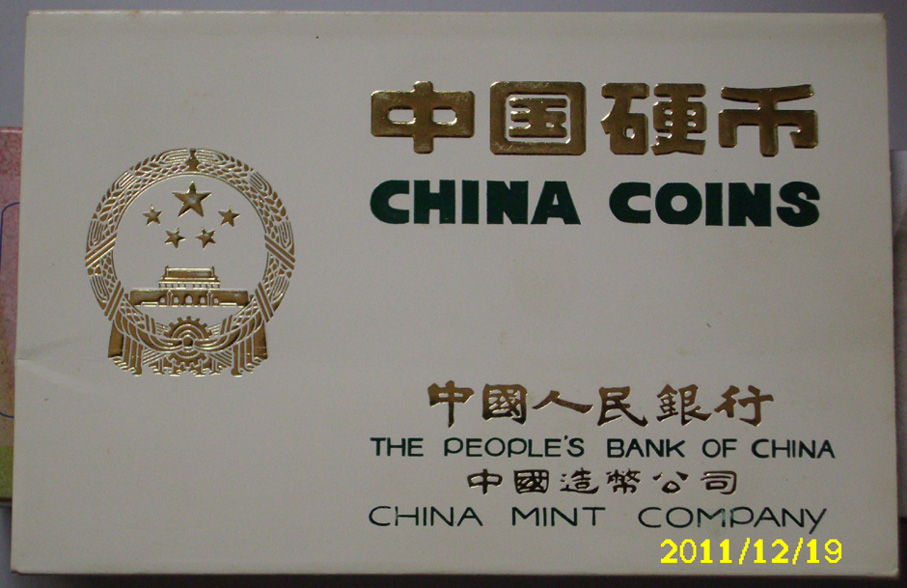 中国硬币
CHINA COINS
中國人民銀行
THE PEOPLE'S BANK OF CHINA
中國造幣公司
CHINA MINT COMPANY
2011/12/19